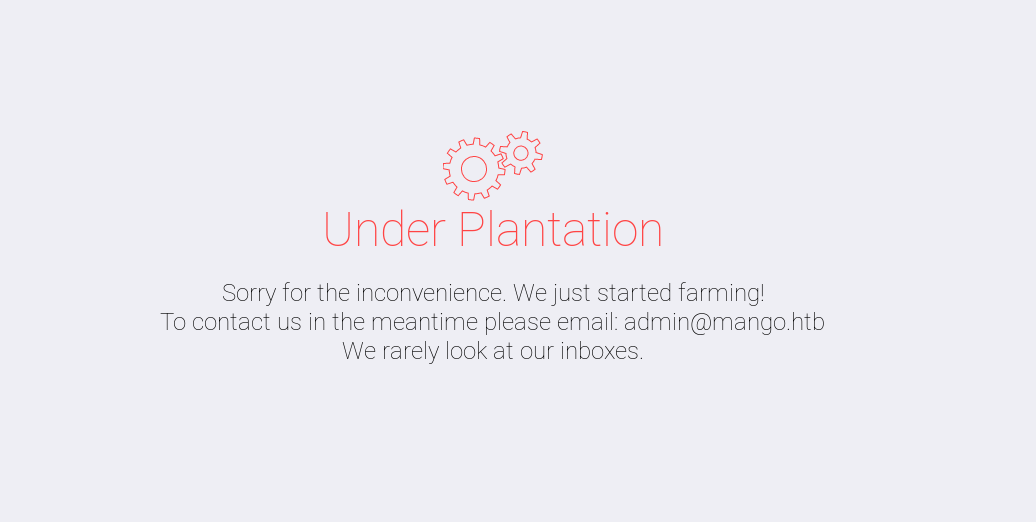 Under Plantation
Sorry for the inconvenience. We just started farming!
To contact us in the meantime please email: admin@mango.htb
We rarely look at our inboxes.